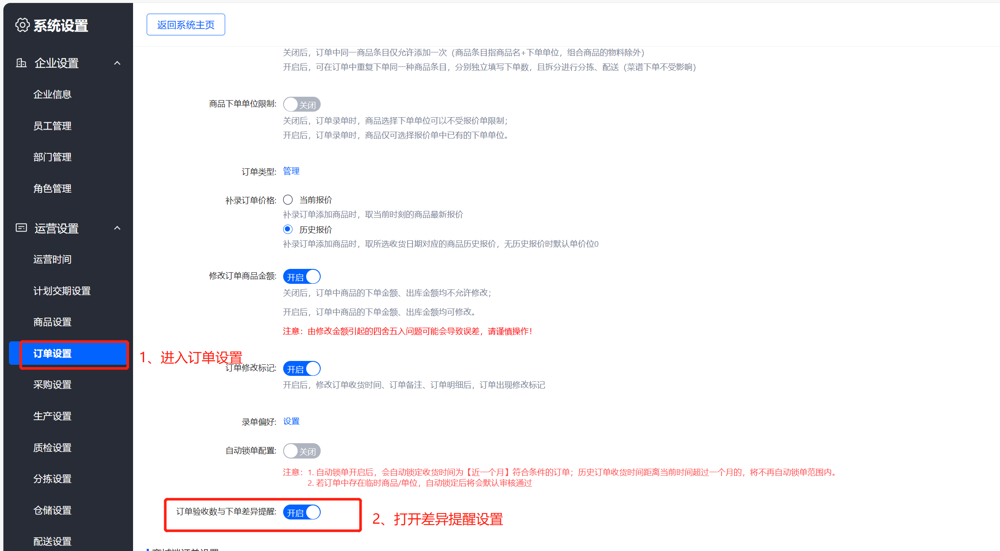 系统设置
企业设置
企业信息
员工管理
部门管理
角色管理
运营设置
运营时间
计划交期设置
商品设置
订单设置
采购设置
生产设置
质检设置
分拣设置
仓储设置
配送设置
返回系统主页
关闭后，订单中同一商品条目仅允许添加一次（商品条目指商品名+下单单位，组合商品的物料除外）
开启后，可在订单中重复下单同一种商品条目，分别独立填写下单数，且拆分进行分拣、配送（菜谱下单不受影响）
商品下单单位限制: 关闭
关闭后，订单录单时，商品选择下单单位可以不受报价单限制；
开启后，订单录单时，商品仅可选择报价单中已有的下单单位。
订单类型: 管理
补录订单价格: 当前报价
补录订单添加商品时，取当前时刻的商品最新报价
历史报价
补录订单添加商品时，取所选收货日期对应的商品历史报价，无历史报价时默认单价位0
修改订单商品金额: 开启
关闭后，订单中商品的下单金额、出库金额均不允许修改；
开启后，订单中商品的下单金额、出库金额均可修改。
注意：由修改金额引起的四舍五入问题可能会导致误差，请谨慎操作！
1、进入订单设置
订单修改标记: 开启
开启后，修改订单收货时间、订单备注、订单明细后，订单出现修改标记
录单偏好: 设置
自动锁单配置: 关闭
注意：1. 自动锁单开启后，会自动锁定收货时间为【近一个月】符合条件的订单；历史订单收货时间距离当前时间超过一个月的，将不再自动锁单范围内。
2. 若订单中存在临时商品/单位，自动锁定后将会默认审核通过
订单验收数与下单差异提醒: 开启
2、打开差异提醒设置
商城端订单设置